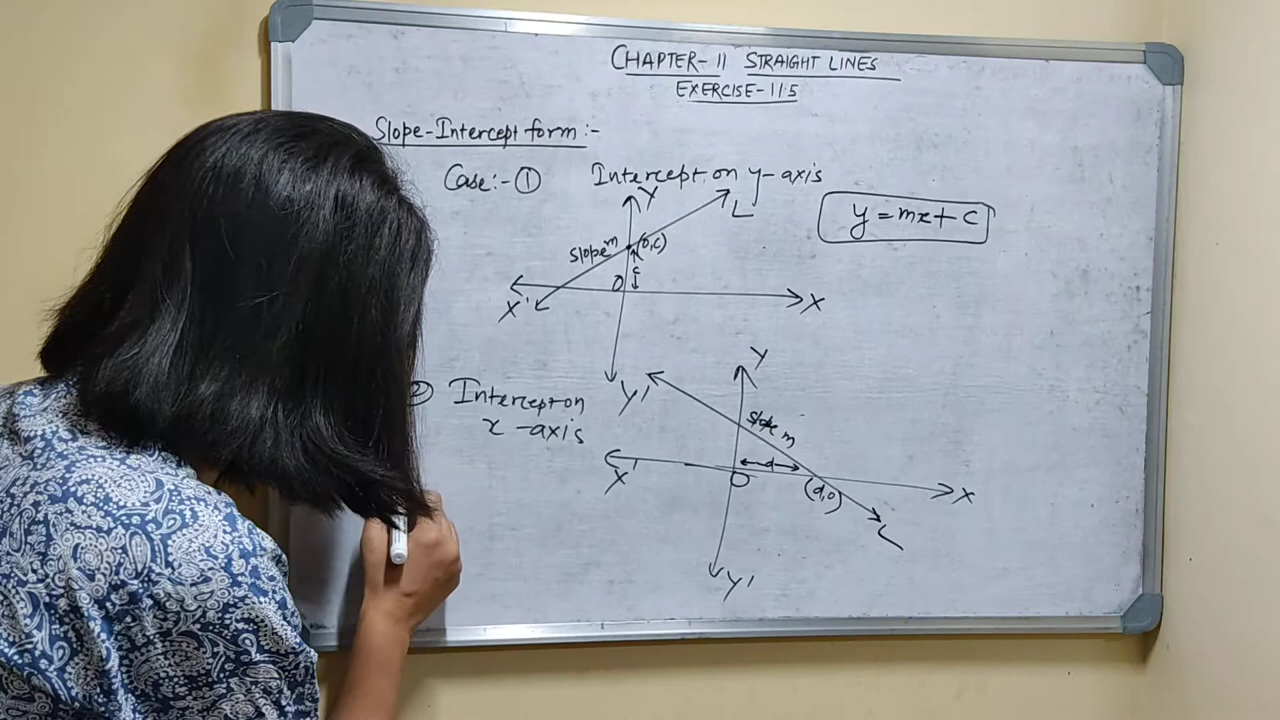 CHAPTER-11 STRAIGHT LINES
EXERCISE-11.5
Slope-Intercept form:-
Case:-① Intercept on y-axis
y = mx + c
Y
L
slope m
(0,c)
c
O
X'
X
Y'
② Intercept on
x-axis
Y
slope m
d
X'
O
(d,0)
X
L
Y'